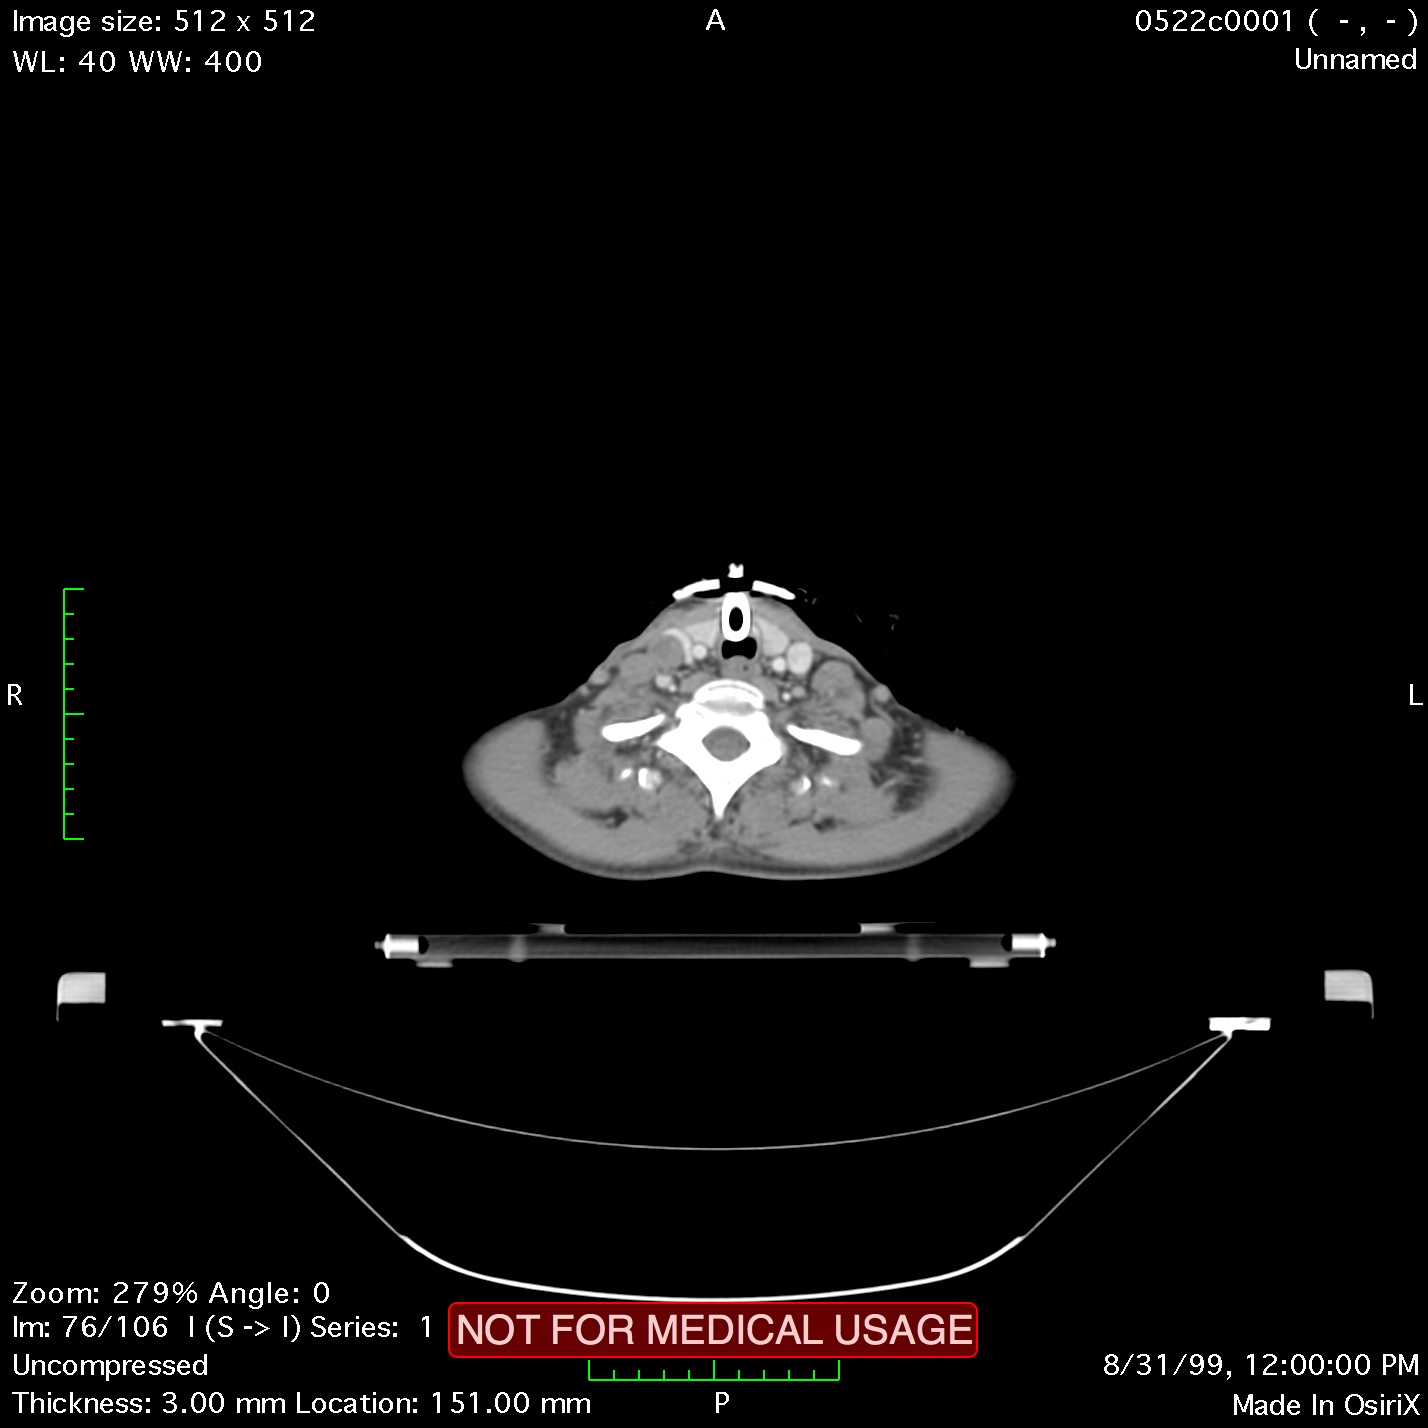 Image size: 512 x 512
WL: 40 WW: 400
A
0522c0001 ( -, -)
Unnamed
R
L
Zoom: 279% Angle: 0
Im: 76/106 I (S -> I) Series: 1
Uncompressed
Thickness: 3.00 mm Location: 151.00 mm
NOT FOR MEDICAL USAGE
P
8/31/99, 12:00:00 PM
Made In OsiriX